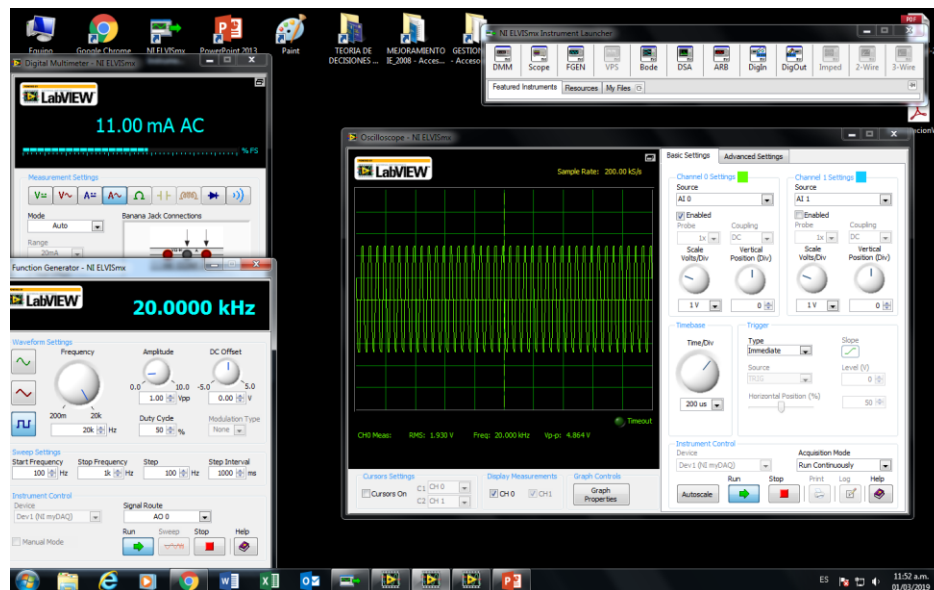 Equipo
Google Chrome
NI ELVISmx
PowerPoint 2013
Paint
TEORIA DE
DECISIONES ...
MEJORAMIENTO
IE_2008 - Acces...
GESTION
- Acceso
PDF
Digital Multimeter - NI ELVISmx
LabVIEW
11.00 mA AC
% FS
Measurement Settings
V= V~ A= A~ Ω
Mode
Auto
Banana Jack Connections
Range
20mA
NI ELVISmx Instrument Launcher
DMM Scope FGEN VPS Bode DSA ARB DigIn DigOut Imped 2-Wire 3-Wire
Featured Instruments Resources My Files
Function Generator - NI ELVISmx
LabVIEW
20.0000 kHz
Waveform Settings
Frequency Amplitude DC Offset
0.0 10.0 -5.0 5.0
1.00 Vpp 0.00 V
200m 20k
Duty Cycle Modulation Type
20k Hz 50 % None
Sweep Settings
Start Frequency Stop Frequency Step Step Interval
100 Hz 1k Hz 100 Hz 1000 ms
Instrument Control
Device Signal Route
Dev1 (NI myDAQ) AO 0
Run Sweep Stop Help
Manual Mode
Oscilloscope - NI ELVISmx
LabVIEW
Sample Rate: 200.00 kS/s
Timeout
CH0 Meas: RMS: 1.930 V Freq: 20.000 kHz Vp-p: 4.864 V
Cursors Settings Display Measurements Graph Controls
Cursors On C1 CH 0 CH 0 CH1 Graph
C2 CH 1 Properties
Basic Settings Advanced Settings
Channel 0 Settings Channel 1 Settings
Source Source
AI 0 AI 1
Enabled Enabled
Probe Coupling Probe Coupling
1x DC 1x DC
Scale Vertical Scale Vertical
Volts/Div Position (Div) Volts/Div Position (Div)
1 V 0 1 V 0
Timebase Trigger
Time/Div Type Slope
Immediate
Source Level (V)
TRIG 0
Horizontal Position (%)
200 us 50
Instrument Control
Device Acquisition Mode
Dev1 (NI myDAQ) Run Continuously
Run Stop Print Log Help
Autoscale
ES
11:52 a.m.
01/03/2019